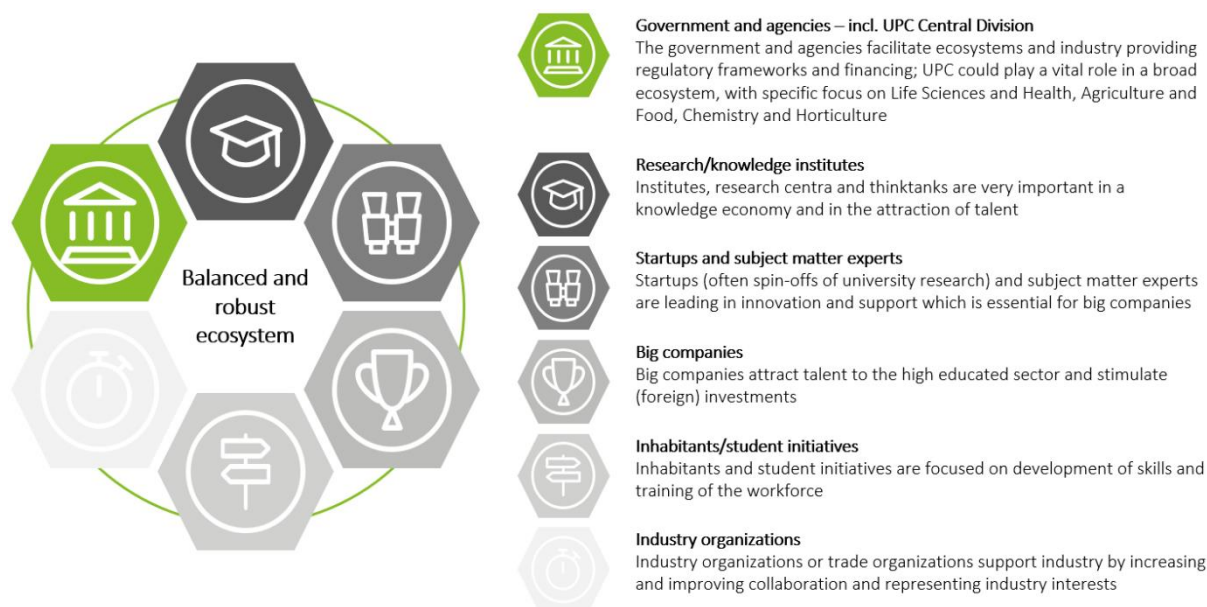 Balanced and
robust
ecosystem
Government and agencies – incl. UPC Central Division
The government and agencies facilitate ecosystems and industry providing
regulatory frameworks and financing; UPC could play a vital role in a broad
ecosystem, with specific focus on Life Sciences and Health, Agriculture and
Food, Chemistry and Horticulture
Research/knowledge institutes
Institutes, research centra and thinktanks are very important in a
knowledge economy and in the attraction of talent
Startups and subject matter experts
Startups (often spin-offs of university research) and subject matter experts
are leading in innovation and support which is essential for big companies
Big companies
Big companies attract talent to the high educated sector and stimulate
(foreign) investments
Inhabitants/student initiatives
Inhabitants and student initiatives are focused on development of skills and
training of the workforce
Industry organizations
Industry organizations or trade organizations support industry by increasing
and improving collaboration and representing industry interests